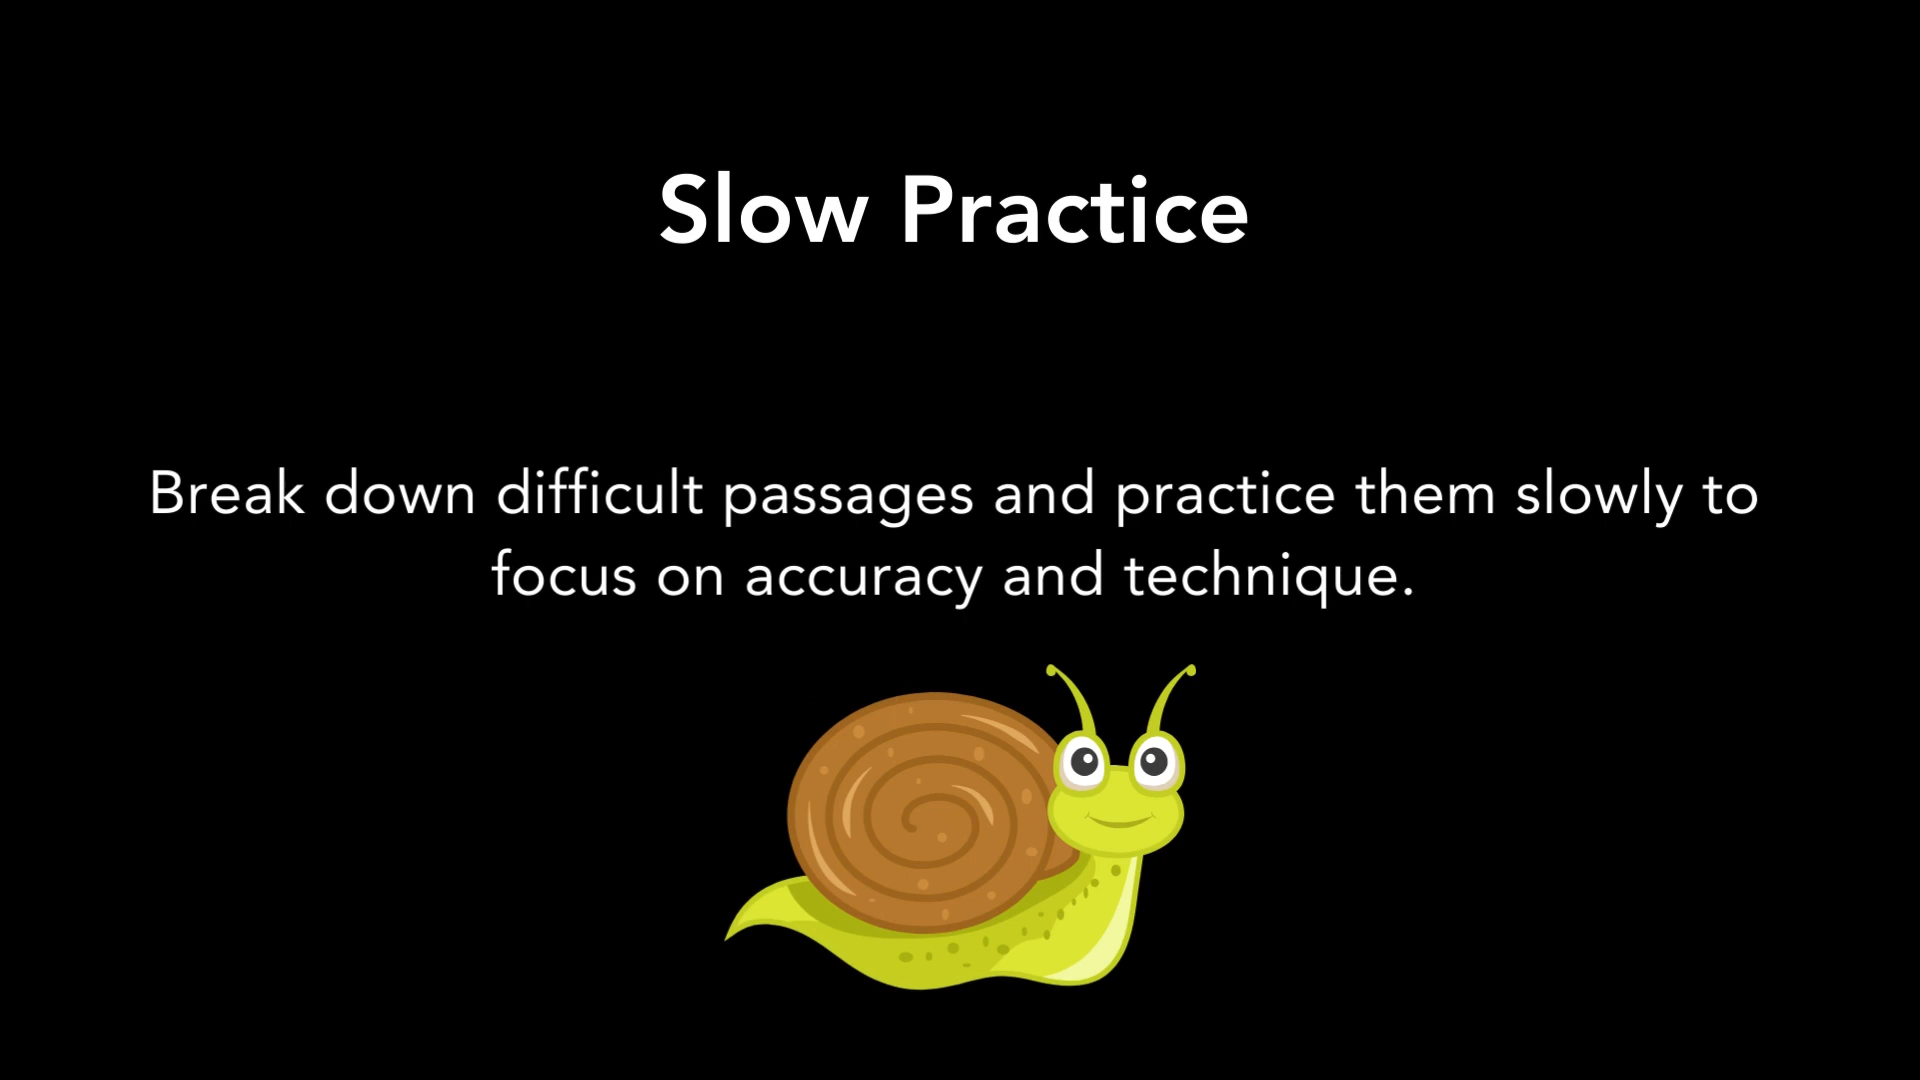 Slow Practice
Break down difficult passages and practice them slowly to
focus on accuracy and technique.